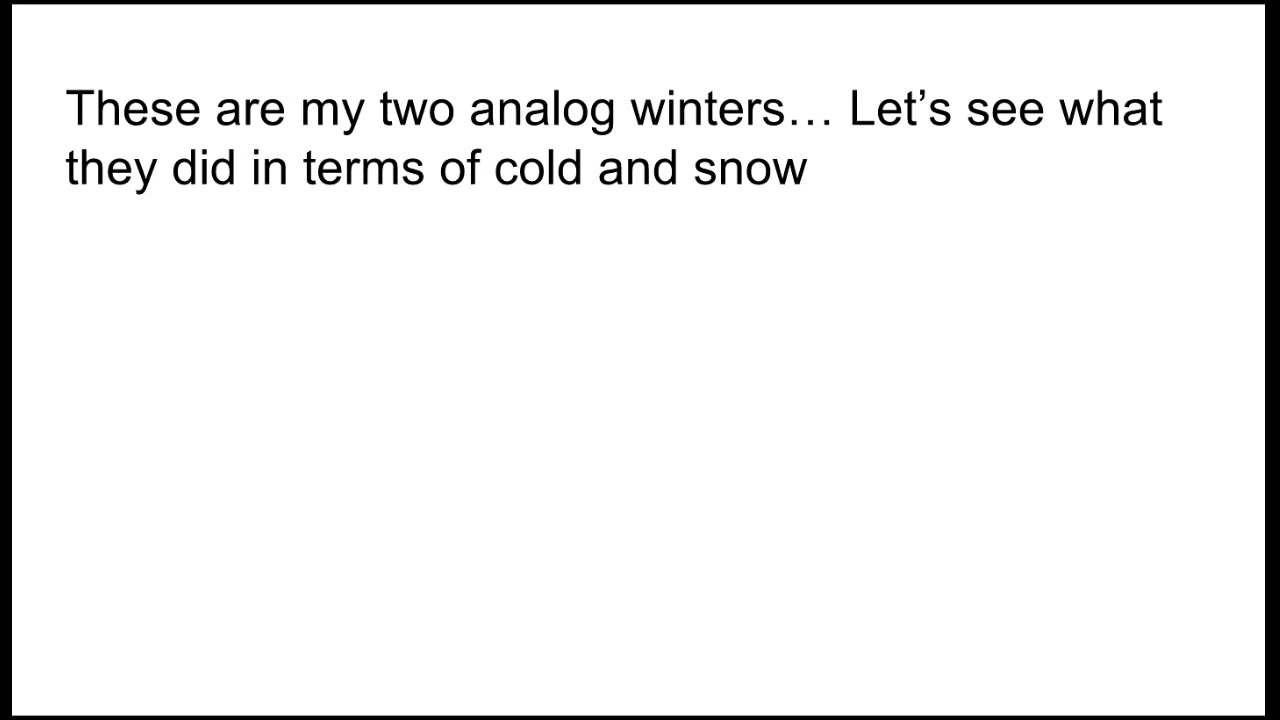 These are my two analog winters… Let’s see what
they did in terms of cold and snow